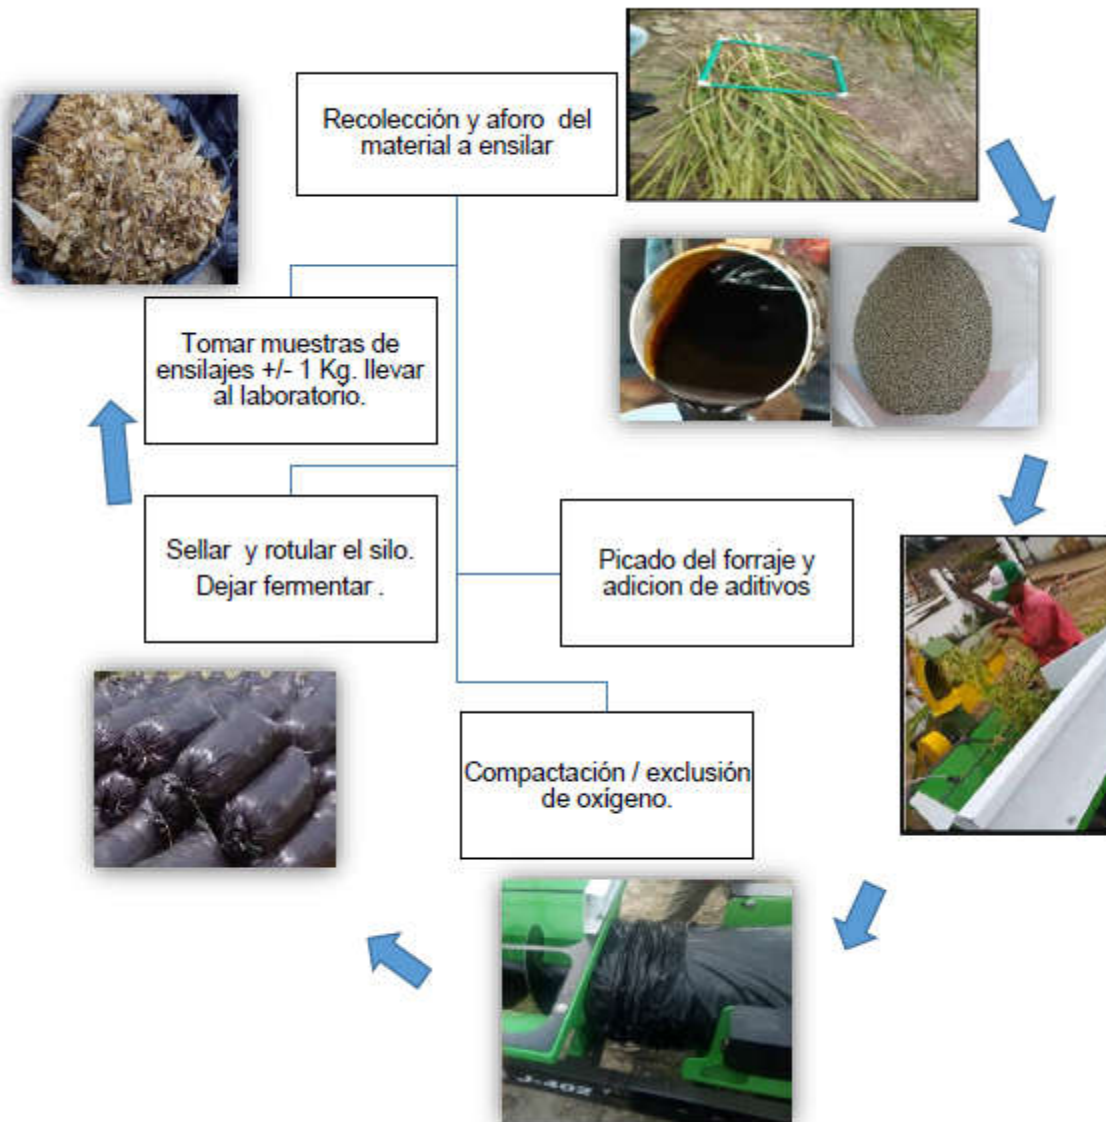 Recolección y aforo del
material a ensilar
Tomar muestras de
ensilajes +/- 1 Kg. llevar
al laboratorio.
Sellar y rotular el silo.
Dejar fermentar .
Picado del forraje y
adicion de aditivos
Compactación / exclusión
de oxígeno.
J-402